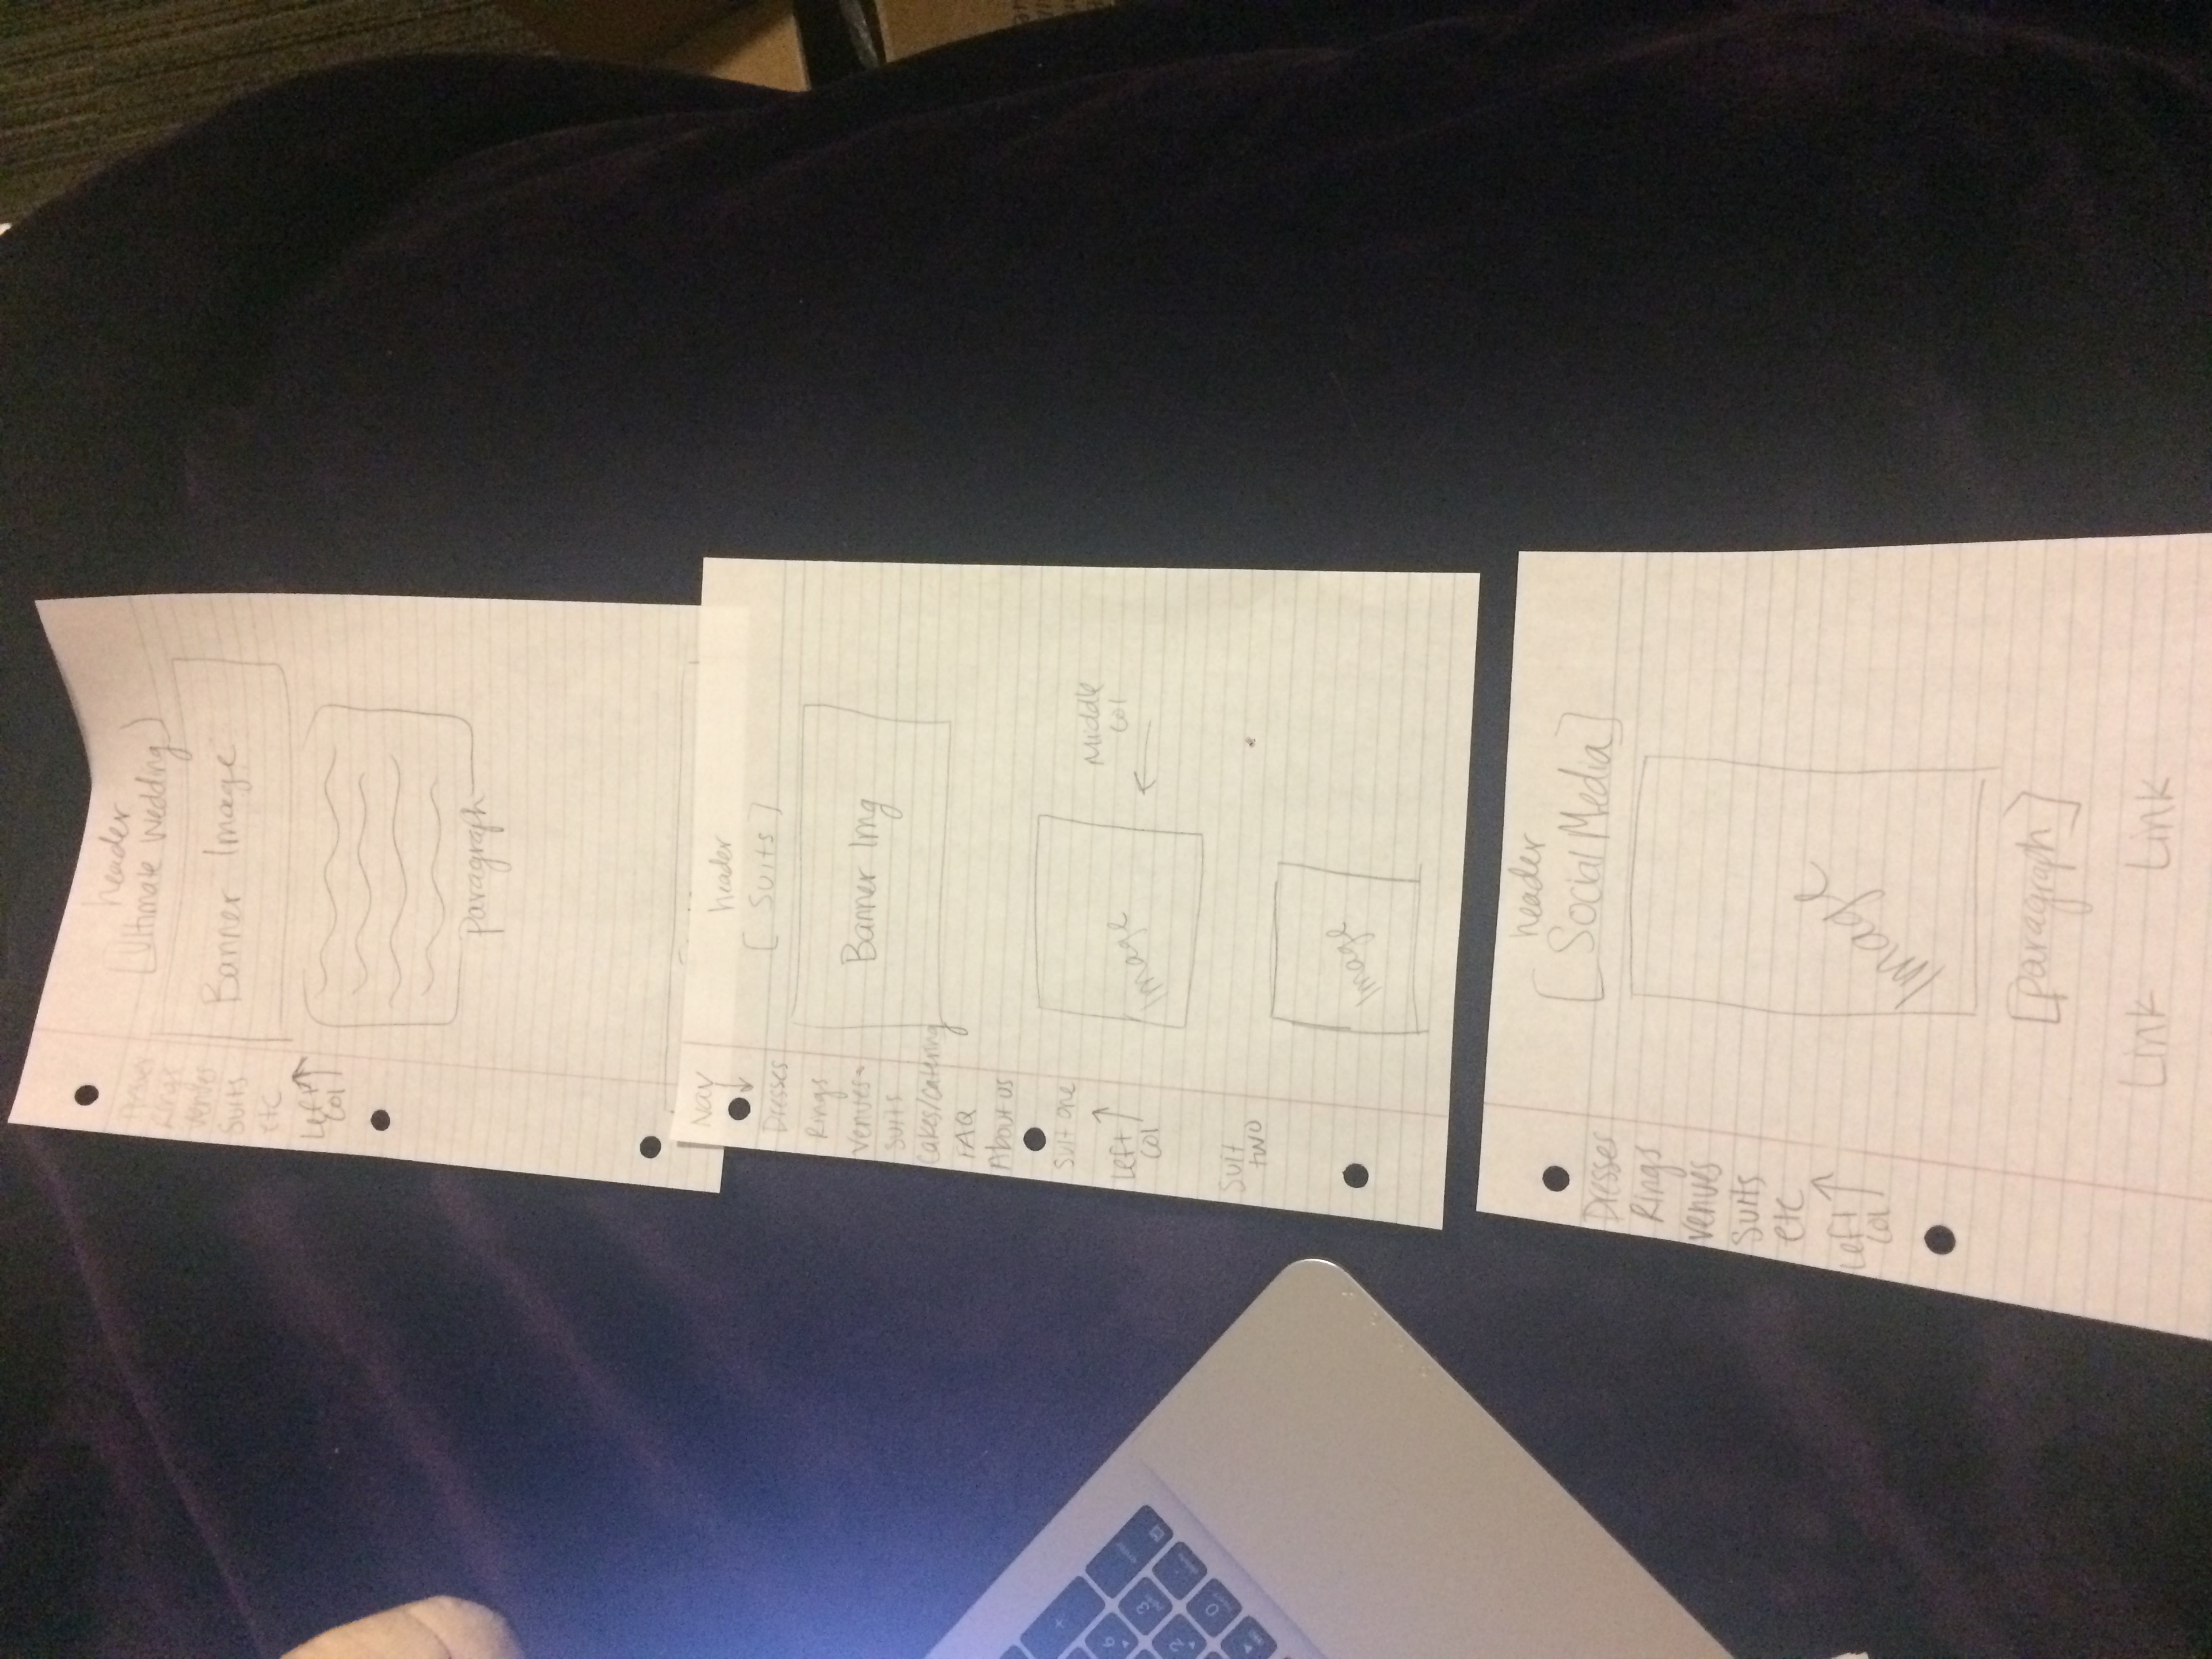 header
[Ultimate Wedding]
Banner Image
Rings
Venues
Suits
etc
Left
col
Paragraph
Nav
header
[Suits]
Dresses
Rings
Venues
Suits
Cakes/Catering
FAQ
About us
Banner Img
Suit one
Left
col
Image
Middle
col
Suit
two
Image
header
[Social Media]
Dresses
Rings
Venues
Suits
etc
Left
col
Image
[Paragraph]
Link Link